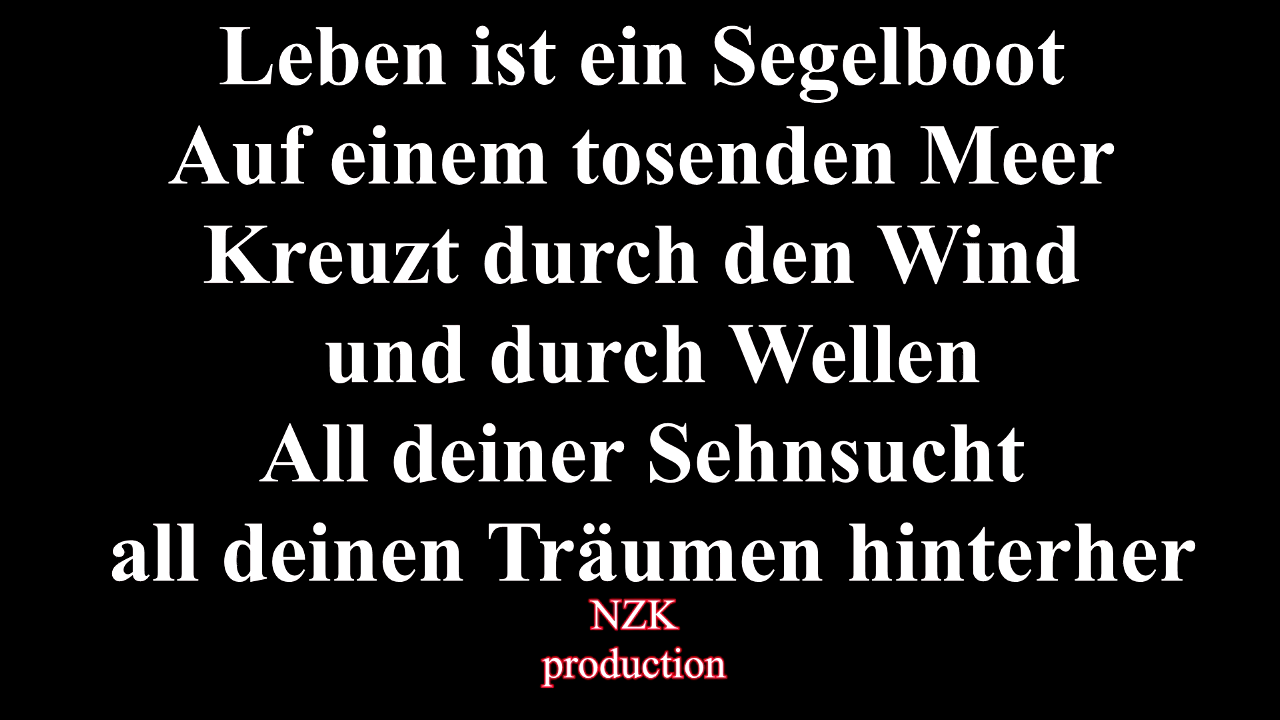 Leben ist ein Segelboot
Auf einem tosenden Meer
Kreuzt durch den Wind
und durch Wellen
All deiner Sehnsucht
all deinen Träumen hinterher
NZK
production